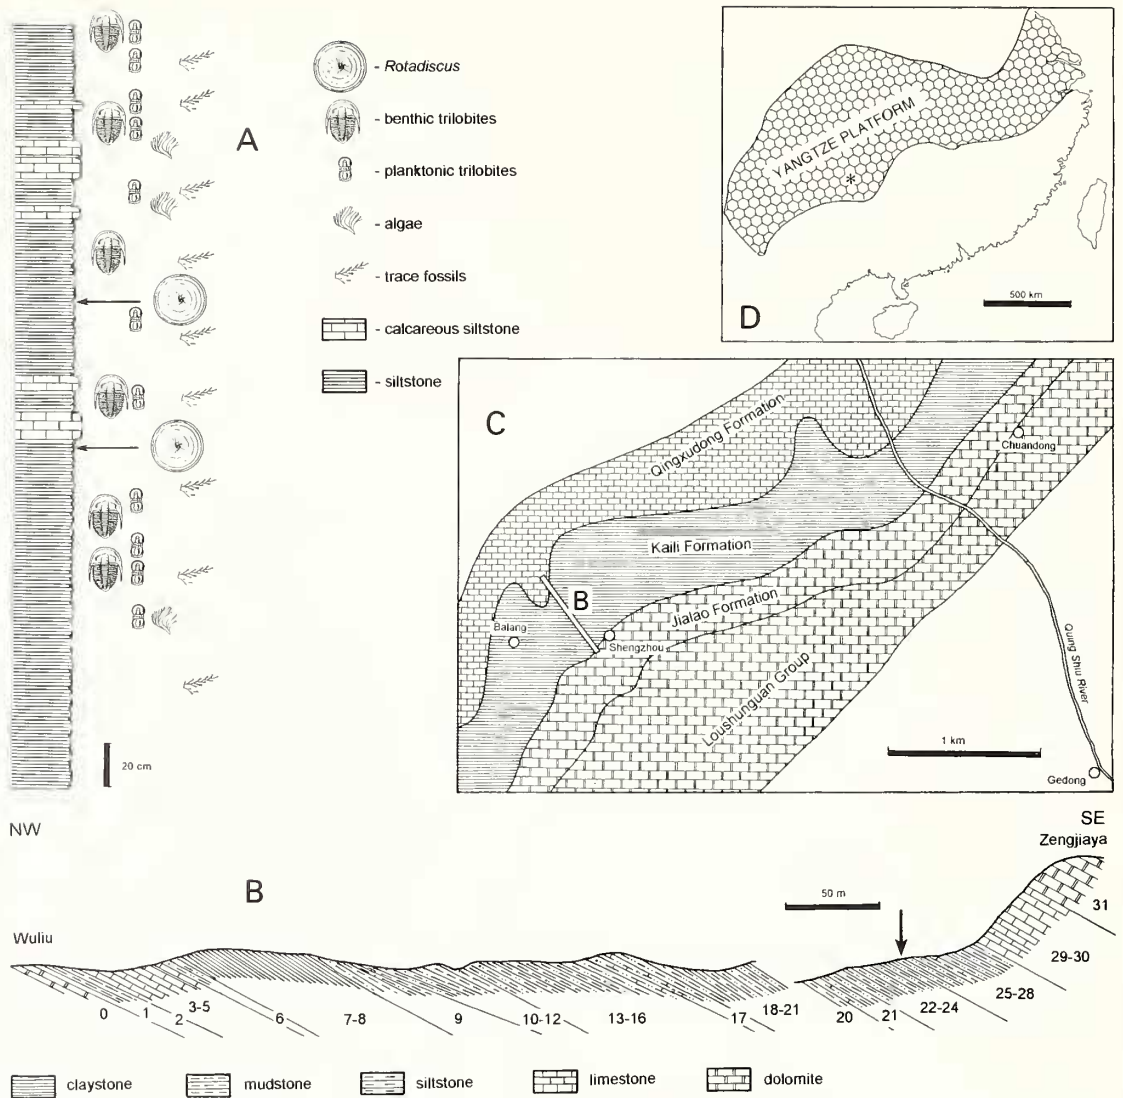 A
- Rotadiscus
- benthic trilobites
- planktonic trilobites
- algae
- trace fossils
- calcareous siltstone
- siltstone
20 cm
YANGTZE PLATFORM
*
500 km
D
C
Qingxudong Formation
Chuandong
Kaili Formation
B
Jialao Formation
Balang
Shengzhou
Loushunguan Group
Qung Shiu River
1 km
Gedong
NW
SE
Zengjiaya
B
50 m
Wuliu
0
1
2
3-5
6
7-8
9
10-12
13-16
17
18-21
20
21
22-24
25-28
29-30
31
claystone
mudstone
siltstone
limestone
dolomite